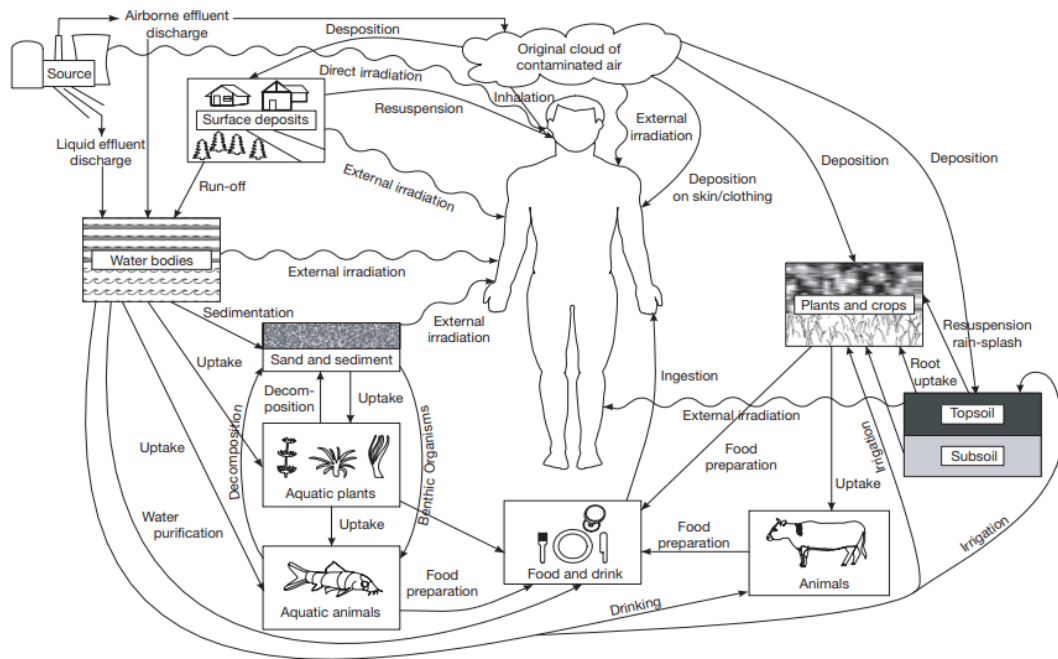 Airborne effluent
discharge
Desposition
Original cloud of
contaminated air
Source
Direct irradiation
Inhalation
Resuspension
External
irradiation
Surface deposits
Liquid effluent
discharge
Deposition
Deposition
Run-off
External irradiation
Deposition
on skin/clothing
Water bodies
External irradiation
Plants and crops
Sedimentation
External
irradiation
Resuspension
rain-splash
Sand and sediment
Uptake
Decom-
position
Uptake
Ingestion
Root
uptake
External irradiation
Topsoil
Subsoil
Decomposition
Benthic Organisms
Uptake
Irrigation
Food
preparation
Aquatic plants
Uptake
Uptake
Water
purification
Food
preparation
Irrigation
Food and drink
Animals
Food
preparation
Aquatic animals
Drinking